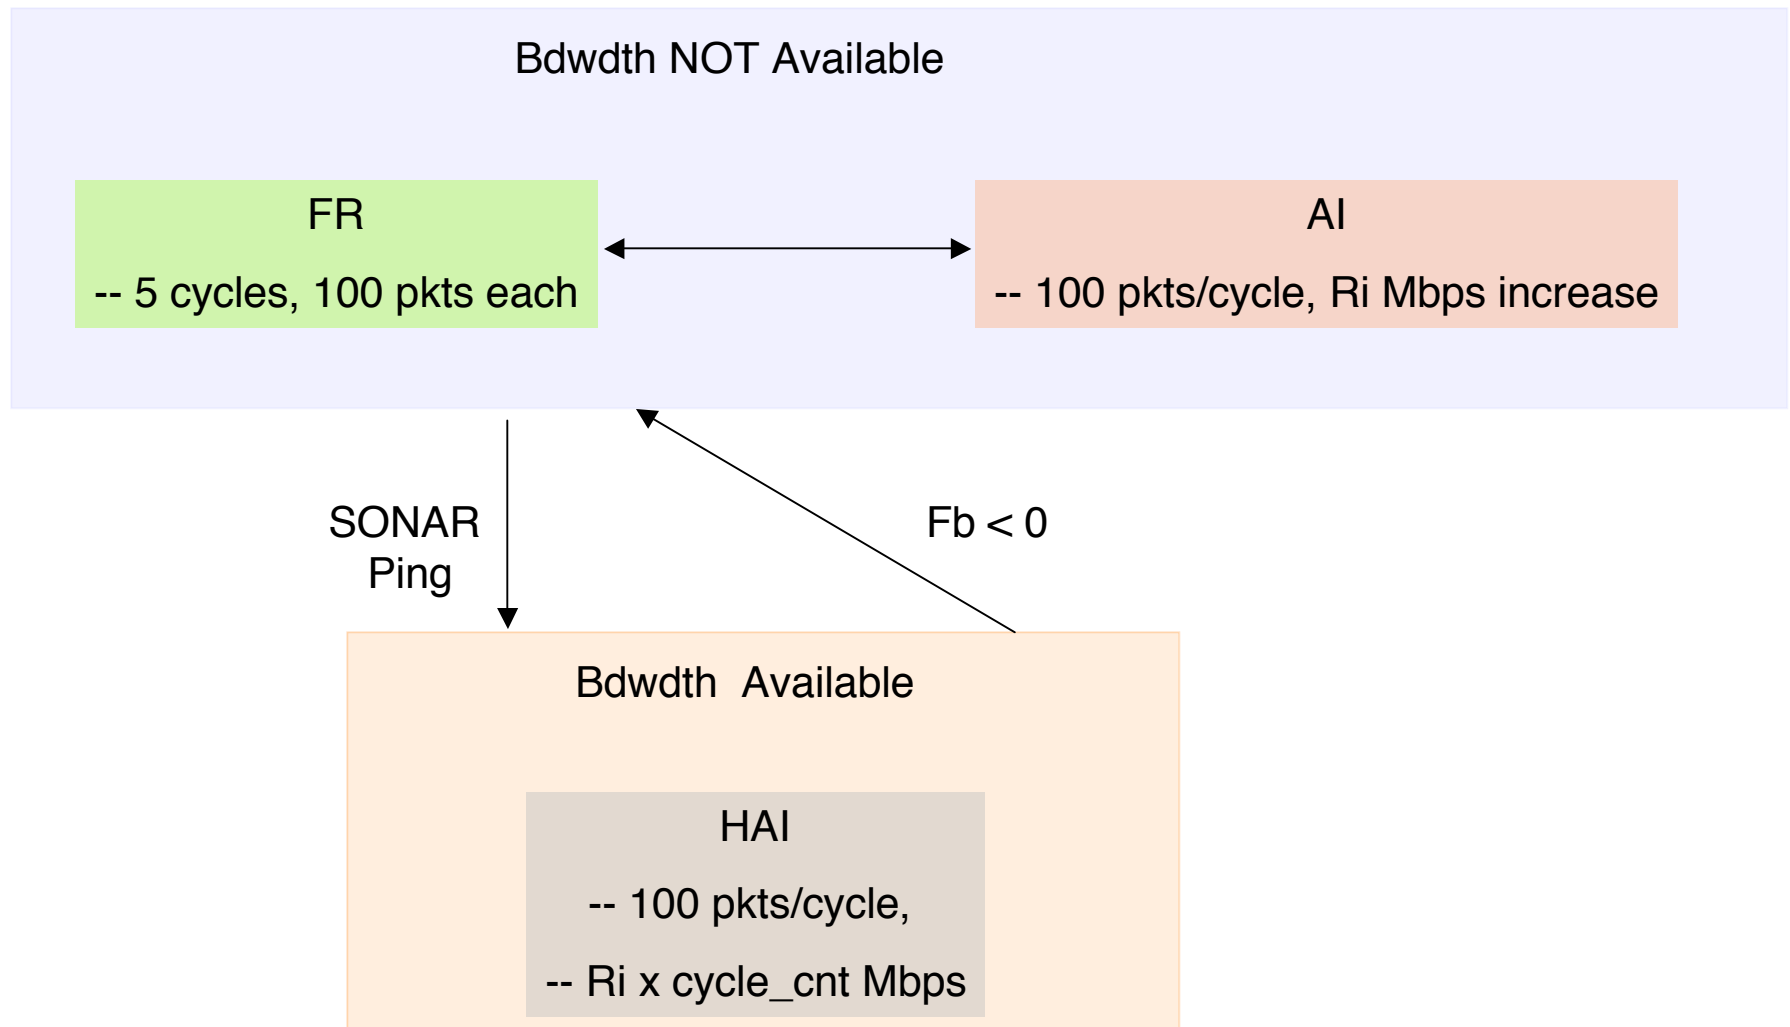 Bdwdth NOT Available
FR
-- 5 cycles, 100 pkts each
AI
-- 100 pkts/cycle, Ri Mbps increase
SONAR
Ping
Fb < 0
Bdwdth Available
HAI
-- 100 pkts/cycle,
-- Ri x cycle_cnt Mbps